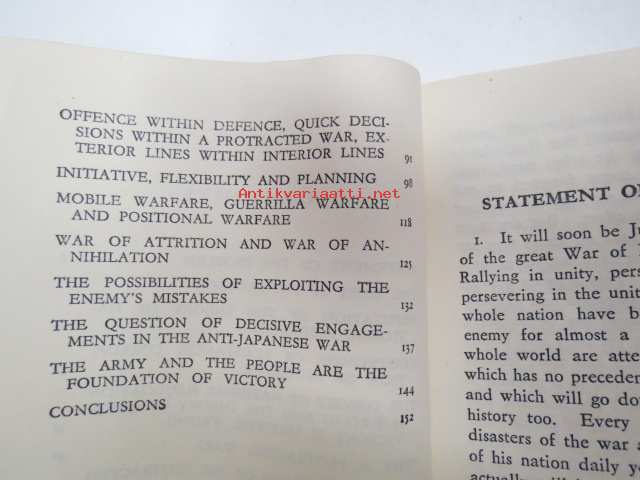 OFFENCE WITHIN DEFENCE, QUICK DECI-
SIONS WITHIN A PROTRACTED WAR, EX-
TERIOR LINES WITHIN INTERIOR LINES 91
INITIATIVE, FLEXIBILITY AND PLANNING 98
Antikvariaatti.net
MOBILE WARFARE, GUERRILLA WARFARE
AND POSITIONAL WARFARE 118
WAR OF ATTRITION AND WAR OF AN-
NIHILATION 125
THE POSSIBILITIES OF EXPLOITING THE
ENEMY'S MISTAKES 132
THE QUESTION OF DECISIVE ENGAGE-
MENTS IN THE ANTI-JAPANESE WAR 137
THE ARMY AND THE PEOPLE ARE THE
FOUNDATION OF VICTORY 144
CONCLUSIONS 152
STATEMENT OF
1. It will soon be Ju
of the great War of
Rallying in unity, pers
persevering in the unit
whole nation have b
enemy for almost a
whole world are atte
which has no preceden
and which will go dow
history too. Every
disasters of the war a
of his nation daily ye